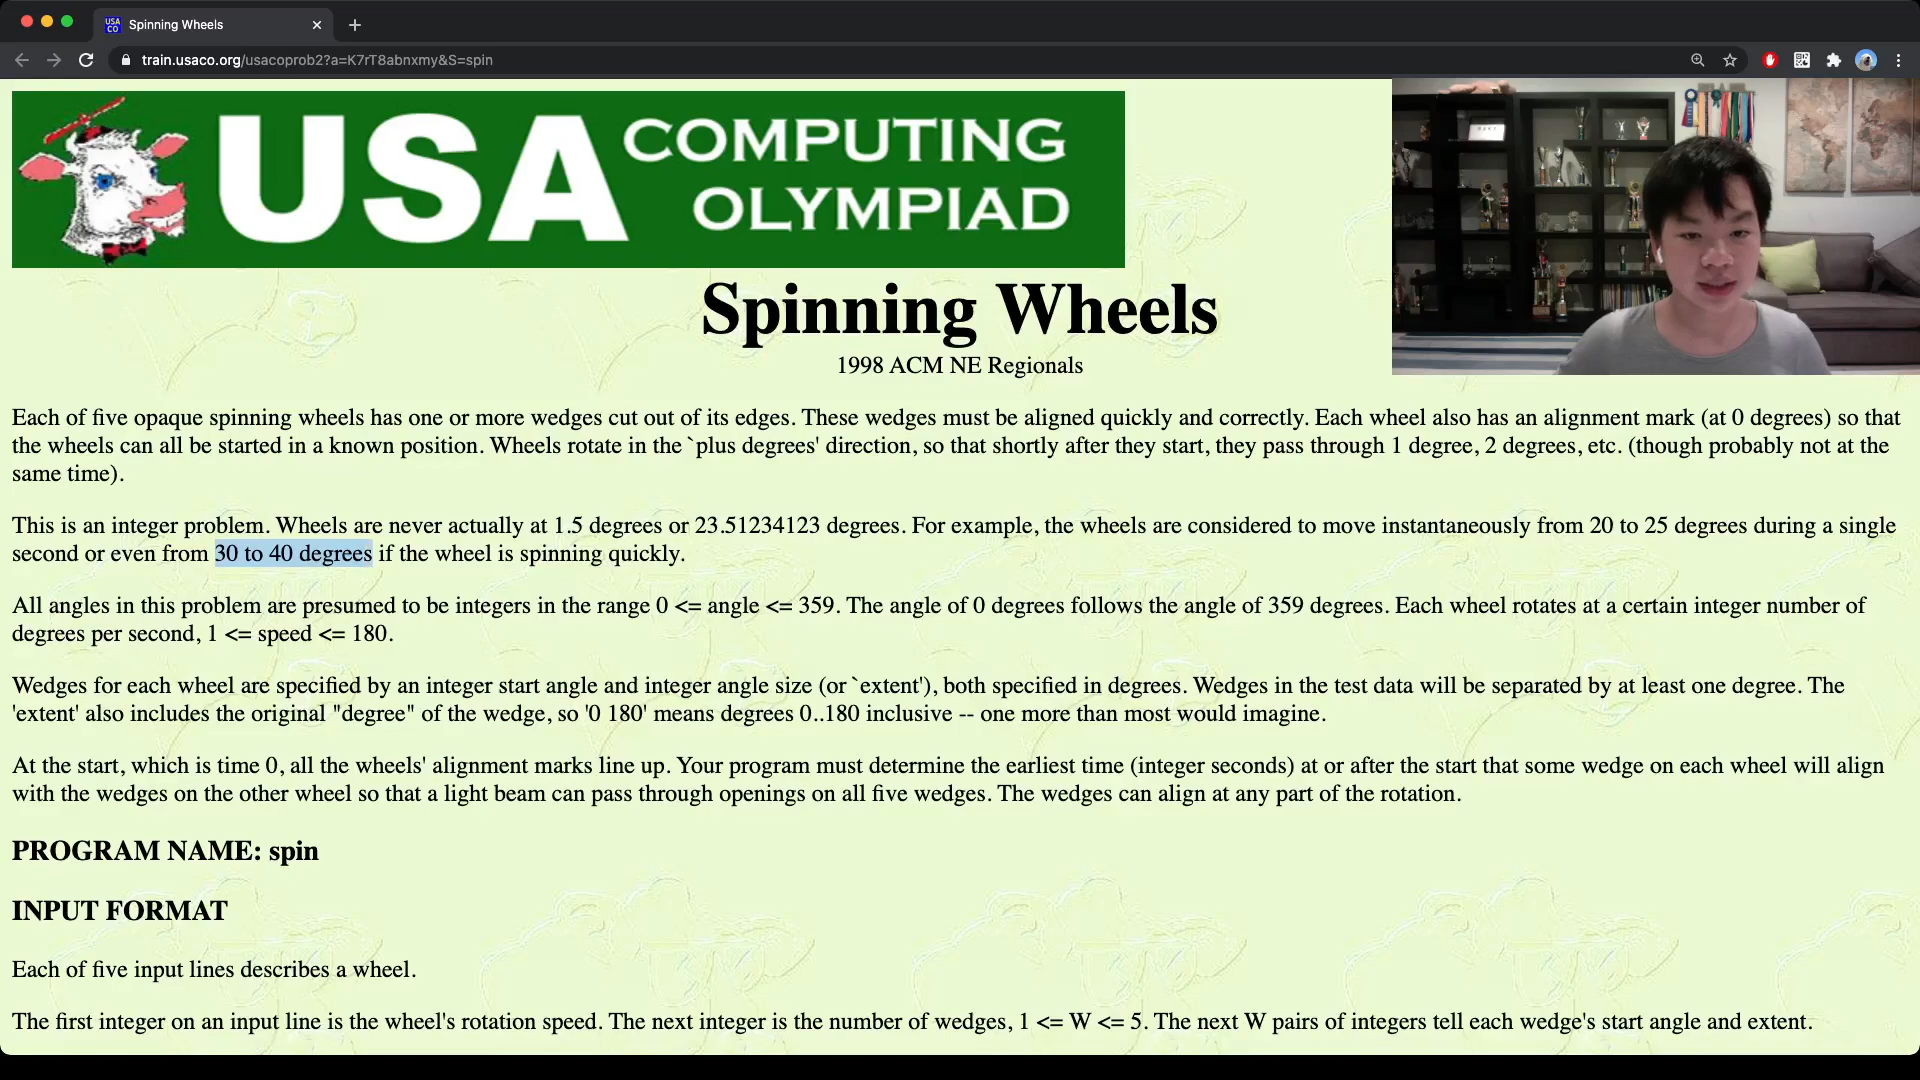 USA CO
Spinning Wheels
train.usaco.org/usacoprob2?a=K7rT8abnxmy&S=spin
USA COMPUTING OLYMPIAD
Spinning Wheels
1998 ACM NE Regionals
Each of five opaque spinning wheels has one or more wedges cut out of its edges. These wedges must be aligned quickly and correctly. Each wheel also has an alignment mark (at 0 degrees) so that
the wheels can all be started in a known position. Wheels rotate in the `plus degrees' direction, so that shortly after they start, they pass through 1 degree, 2 degrees, etc. (though probably not at the
same time).
This is an integer problem. Wheels are never actually at 1.5 degrees or 23.51234123 degrees. For example, the wheels are considered to move instantaneously from 20 to 25 degrees during a single
second or even from 30 to 40 degrees if the wheel is spinning quickly.
All angles in this problem are presumed to be integers in the range 0 <= angle <= 359. The angle of 0 degrees follows the angle of 359 degrees. Each wheel rotates at a certain integer number of
degrees per second, 1 <= speed <= 180.
Wedges for each wheel are specified by an integer start angle and integer angle size (or `extent'), both specified in degrees. Wedges in the test data will be separated by at least one degree. The
'extent' also includes the original "degree" of the wedge, so '0 180' means degrees 0..180 inclusive -- one more than most would imagine.
At the start, which is time 0, all the wheels' alignment marks line up. Your program must determine the earliest time (integer seconds) at or after the start that some wedge on each wheel will align
with the wedges on the other wheel so that a light beam can pass through openings on all five wedges. The wedges can align at any part of the rotation.
PROGRAM NAME: spin
INPUT FORMAT
Each of five input lines describes a wheel.
The first integer on an input line is the wheel's rotation speed. The next integer is the number of wedges, 1 <= W <= 5. The next W pairs of integers tell each wedge's start angle and extent.